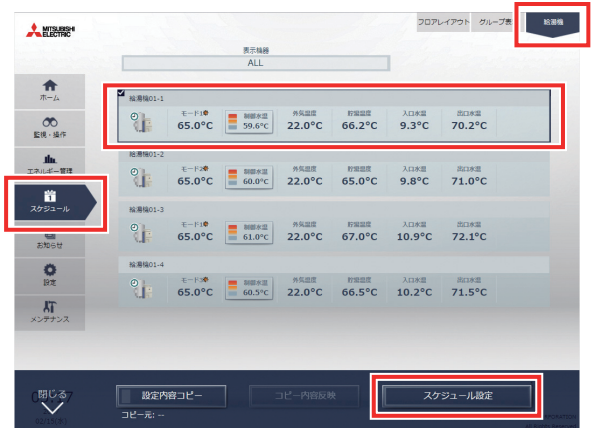 MITSUBISHI
ELECTRIC
フロアレイアウト グループ表
給湯機
表示機器
ALL
ホーム
監視・操作
エネルギー管理
スケジュール
お知らせ
設定
メンテナンス
給湯機01-1
モード1 制御水温 外気温度 貯湯温度 入口水温 出口水温
65.0°C 59.6°C 22.0°C 66.2°C 9.3°C 70.2°C
給湯機01-2
モード2 制御水温 外気温度 貯湯温度 入口水温 出口水温
65.0°C 60.0°C 22.0°C 65.0°C 9.8°C 71.0°C
給湯機01-3
モード1 制御水温 外気温度 貯湯温度 入口水温 出口水温
65.0°C 61.0°C 22.0°C 67.0°C 10.9°C 72.1°C
給湯機01-4
制御水温 外気温度 貯湯温度 入口水温 出口水温
65.0°C 60.5°C 22.0°C 66.5°C 10.2°C 71.5°C
閉じる
設定内容コピー
コピー内容反映
スケジュール設定
コピー元: --